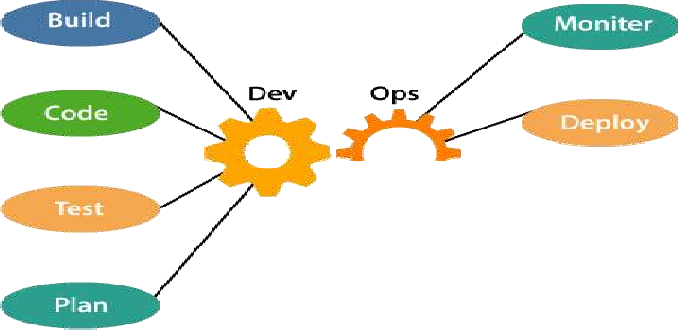 Build
Moniter
Dev
Ops
Code
Deploy
Test
Plan